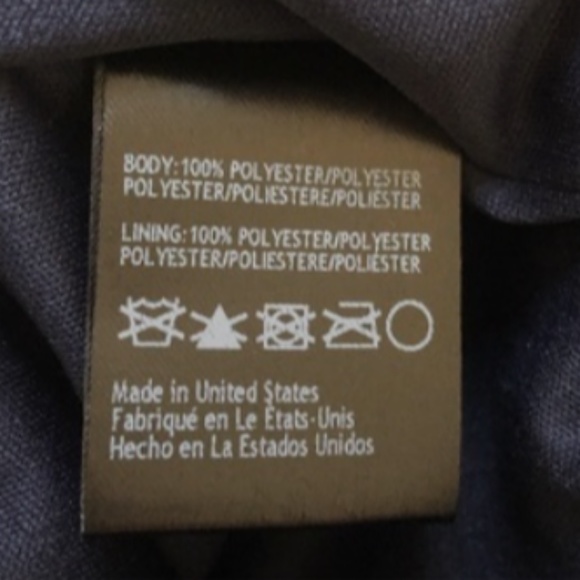 BODY: 100% POLYESTER/POLYESTER
POLYESTER/POLIESTERE/POLIÉSTER
LINING: 100% POLYESTER/POLYESTER
POLYESTER/POLIESTERE/POLIÉSTER
Made in United States
Fabriqué en Le États-Unis
Hecho en La Estados Unidos